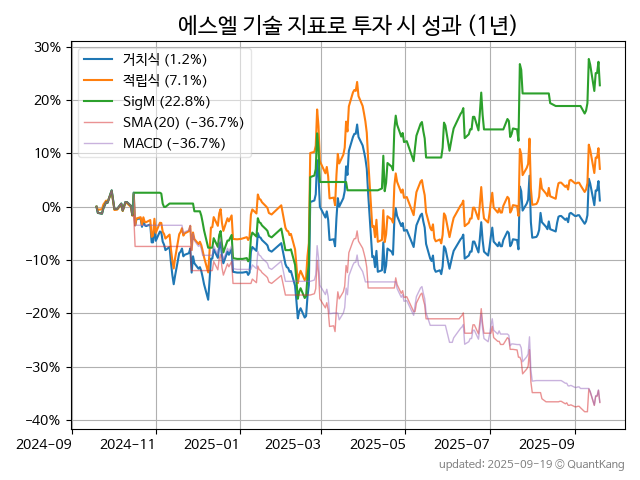 에스엘 기술 지표로 투자 시 성과 (1년)
30%
20%
10%
0%
−10%
−20%
−30%
−40%
거치식 (1.2%)
적립식 (7.1%)
SigM (22.8%)
SMA(20) (−36.7%)
MACD (−36.7%)
2024-09
2024-11
2025-01
2025-03
2025-05
2025-07
2025-09
updated: 2025-09-19 ⓒ QuantKang